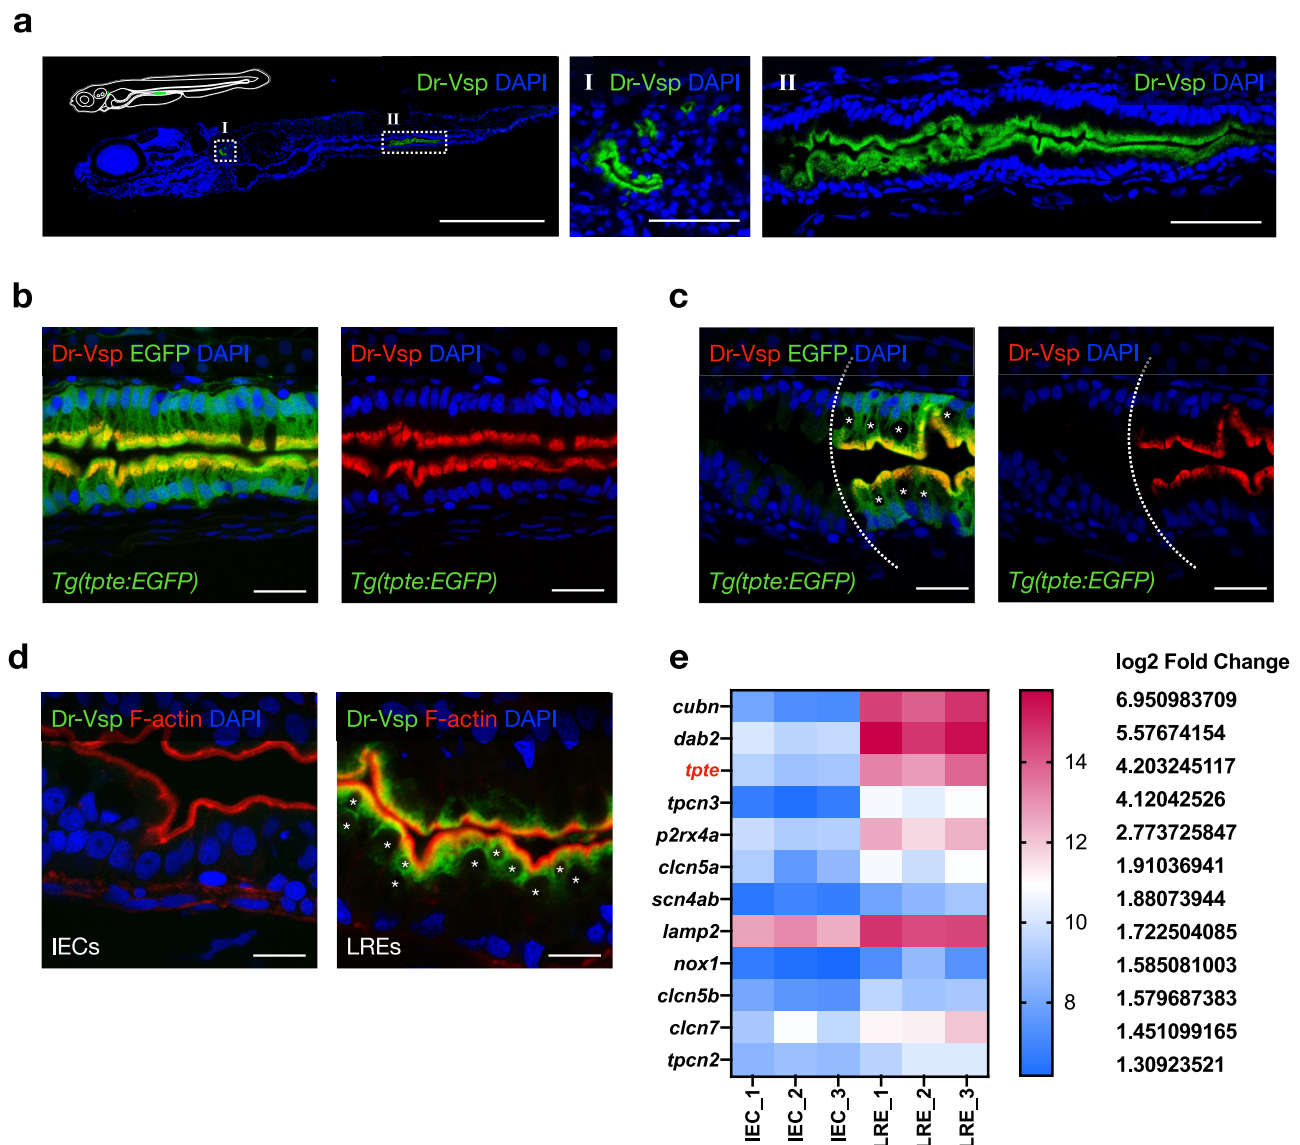 a
Dr-Vsp DAPI
I
II
I Dr-Vsp DAPI
II Dr-Vsp DAPI
b
Dr-Vsp EGFP DAPI
Tg(tpte:EGFP)
Dr-Vsp DAPI
Tg(tpte:EGFP)
c
Dr-Vsp EGFP DAPI
* * * *
* * *
Tg(tpte:EGFP)
Dr-Vsp DAPI
Tg(tpte:EGFP)
d
Dr-Vsp F-actin DAPI
IECs
Dr-Vsp F-actin DAPI
LREs
e
log2 Fold Change
cubn 6.950983709
dab2 5.57674154
tpte 4.203245117
tpcn3 4.12042526
p2rx4a 2.773725847
clcn5a 1.91036941
scn4ab 1.88073944
lamp2 1.722504085
nox1 1.585081003
clcn5b 1.579687383
clcn7 1.451099165
tpcn2 1.30923521
14
12
10
8
IEC_1 IEC_2 IEC_3 LRE_1 LRE_2 LRE_3